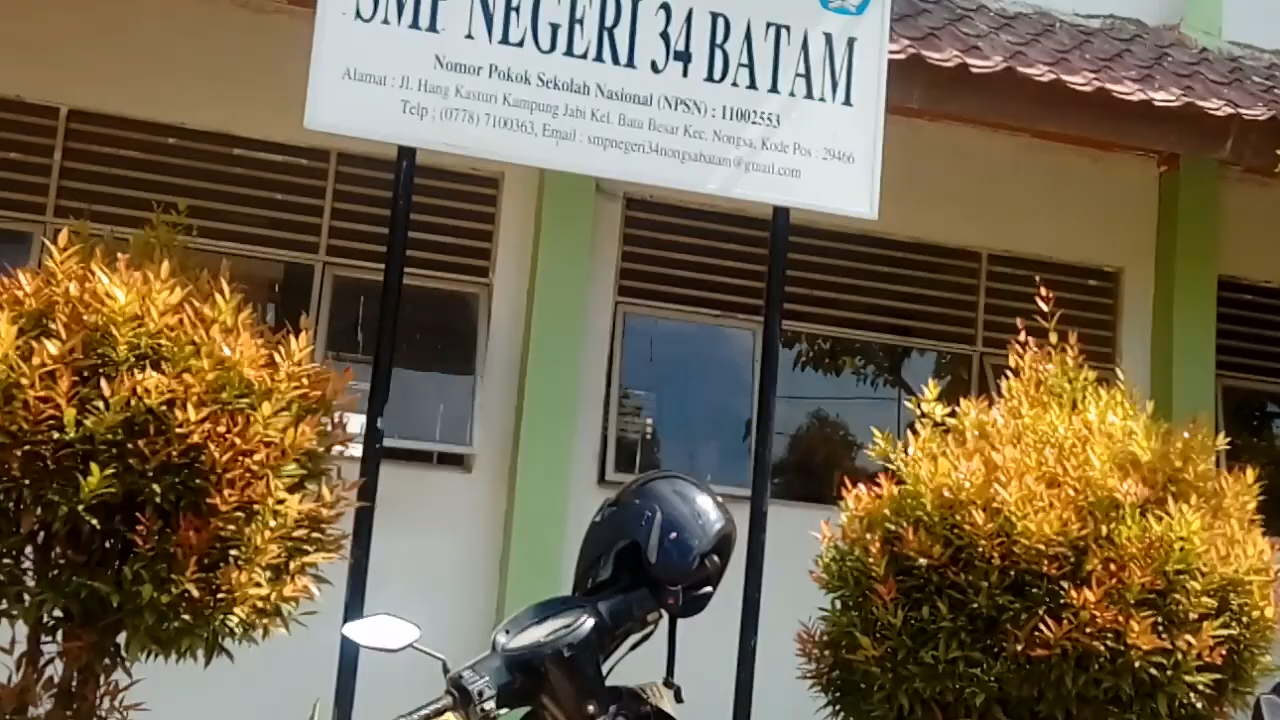 SMP NEGERI 34 BATAM
Nomor Pokok Sekolah Nasional (NPSN) : 11002553
Alamat : Jl. Hang Kasturi Kampung Jabi Kel. Batu Besar Kec. Nongsa, Kode Pos : 29466
Telp : (0778) 7100363, Email : smpnegeri34nongsabatam@gmail.com